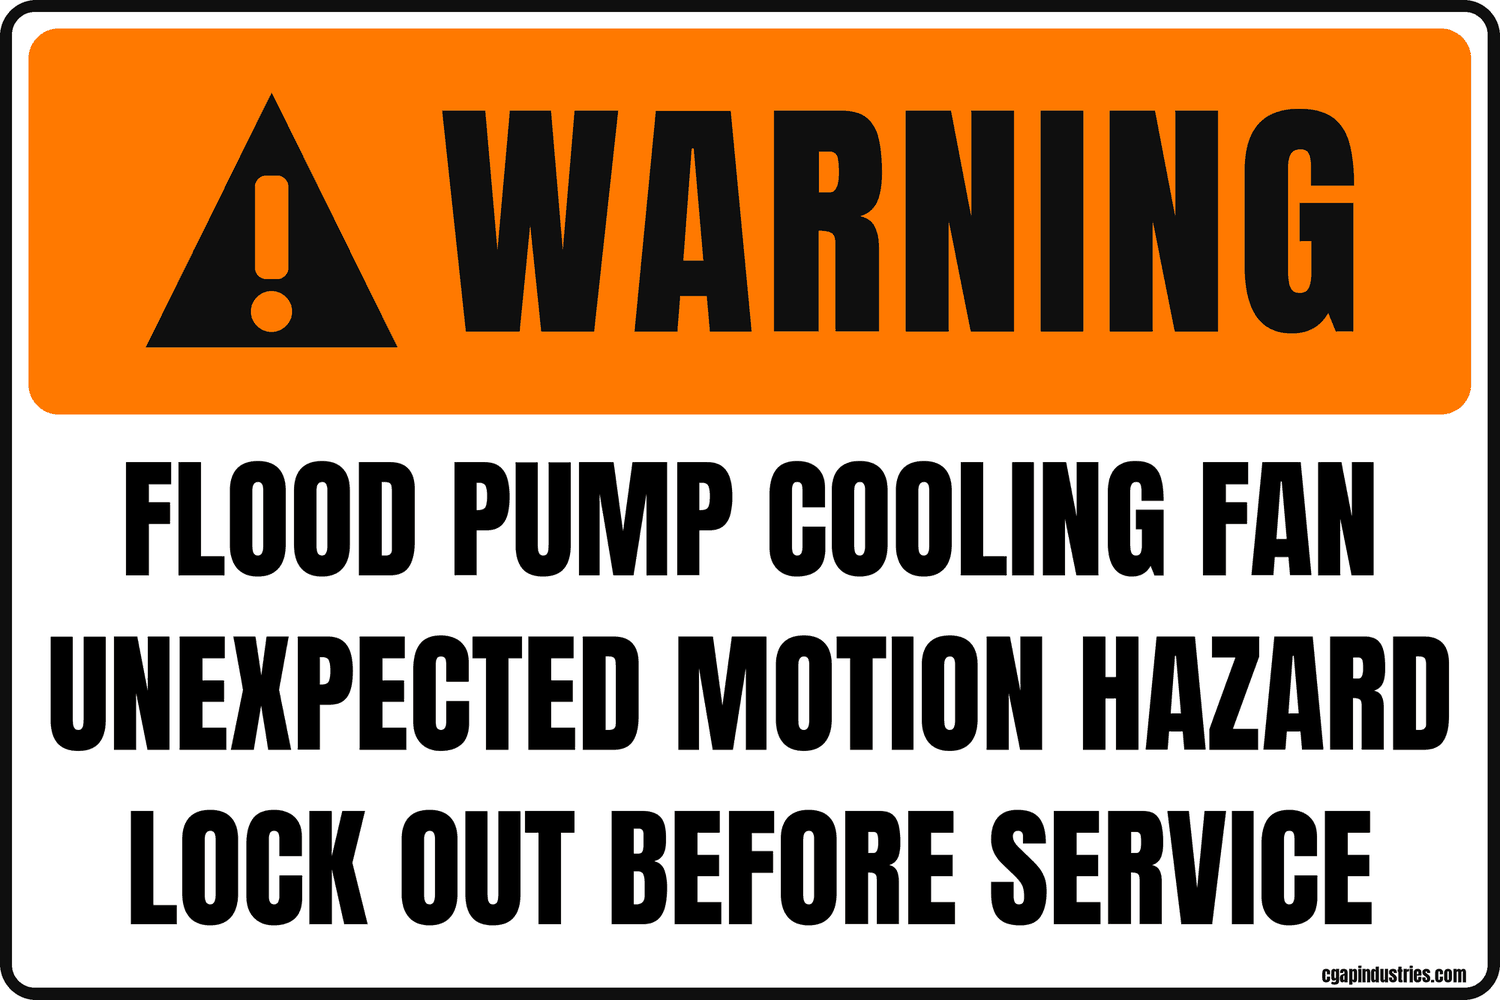 WARNING
FLOOD PUMP COOLING FAN
UNEXPECTED MOTION HAZARD
LOCK OUT BEFORE SERVICE
cgapindustries.com